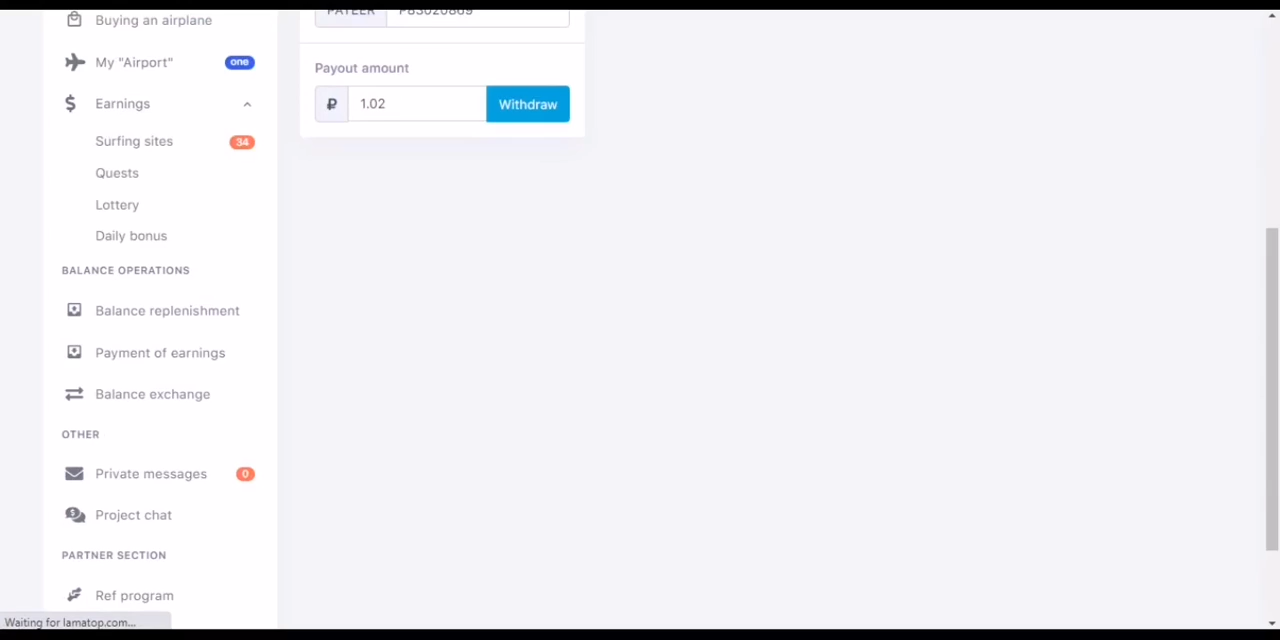 Buying an airplane
My "Airport" one
Earnings
Surfing sites 34
Quests
Lottery
Daily bonus
BALANCE OPERATIONS
Balance replenishment
Payment of earnings
Balance exchange
OTHER
Private messages 0
Project chat
PARTNER SECTION
Ref program
Waiting for lamatop.com...
PAYEER P83020869
Payout amount
₽ 1.02 Withdraw